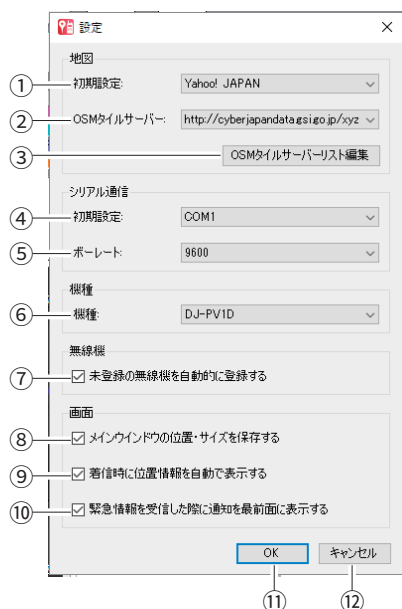 設定
地図
① 初期設定: Yahoo! JAPAN
② OSMタイルサーバー: http://cyberjapandata.gsi.go.jp/xyz
③ OSMタイルサーバーリスト編集
シリアル通信
④ 初期設定: COM1
⑤ ボーレート: 9600
機種
⑥ 機種: DJ-PV1D
無線機
⑦ 未登録の無線機を自動的に登録する
画面
⑧ メインウインドウの位置・サイズを保存する
⑨ 着信時に位置情報を自動で表示する
⑩ 緊急情報を受信した際に通知を最前面に表示する
OK キャンセル
⑪ ⑫